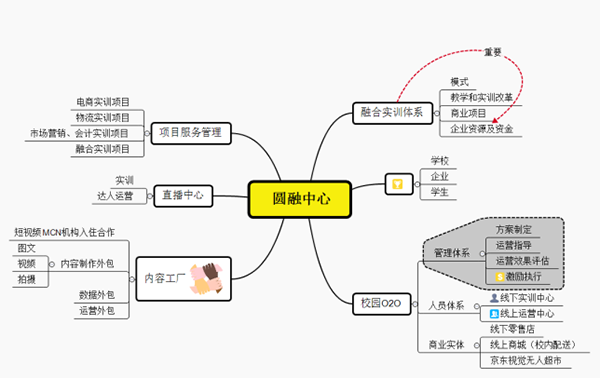 圆融中心
融合实训体系
重要
模式
教学和实训改革
商业项目
企业资源及资金
学校
企业
学生
校园O2O
管理体系
方案制定
运营指导
运营效果评估
激励执行
人员体系
线下实训中心
线上运营中心
商业实体
线下零售店
线上商城（校内配送）
京东视觉无人超市
项目服务管理
电商实训项目
物流实训项目
市场营销、会计实训项目
融合实训项目
直播中心
实训
达人运营
内容工厂
短视频MCN机构入住合作
内容制作外包
图文
视频
拍摄
数据外包
运营外包